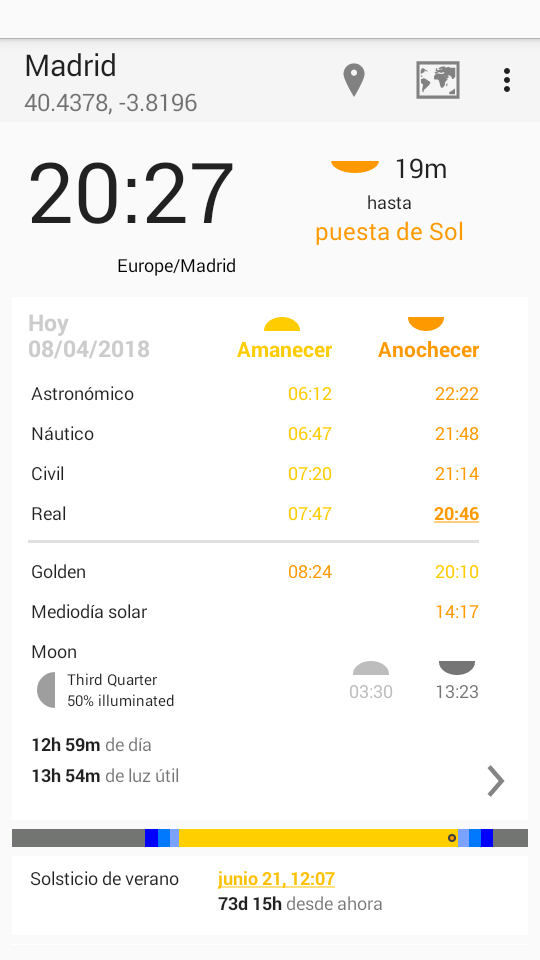 Madrid
40.4378, -3.8196
20:27
Europe/Madrid
19m
hasta
puesta de Sol
Hoy
08/04/2018
Amanecer
Anochecer
Astronómico 06:12 22:22
Náutico 06:47 21:48
Civil 07:20 21:14
Real 07:47 20:46
Golden 08:24 20:10
Mediodía solar 14:17
Moon
Third Quarter
50% illuminated
03:30 13:23
12h 59m de día
13h 54m de luz útil
Solsticio de verano junio 21, 12:07
73d 15h desde ahora